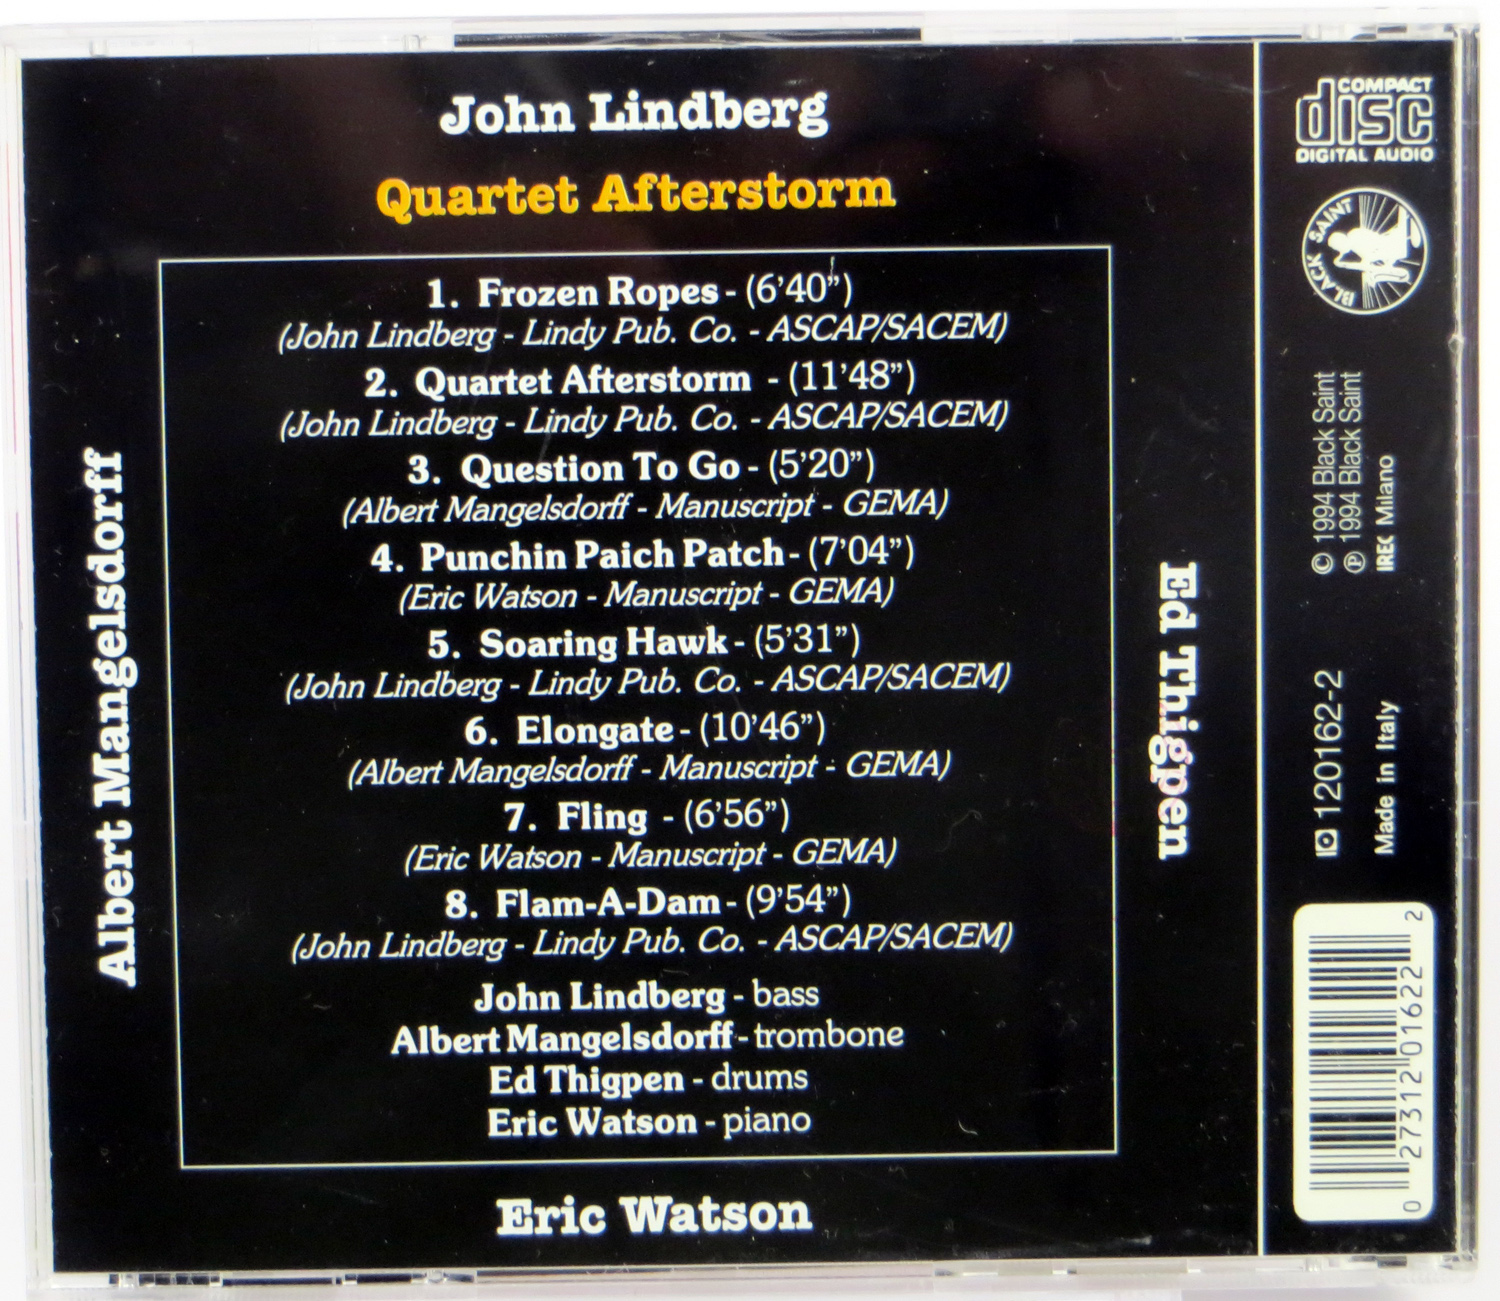 John Lindberg
Quartet Afterstorm
1. Frozen Ropes - (6'40")
(John Lindberg - Lindy Pub. Co. - ASCAP/SACEM)
2. Quartet Afterstorm - (11'48")
(John Lindberg - Lindy Pub. Co. - ASCAP/SACEM)
3. Question To Go - (5'20")
(Albert Mangelsdorff - Manuscript - GEMA)
4. Punchin Paich Patch - (7'04")
(Eric Watson - Manuscript - GEMA)
5. Soaring Hawk - (5'31")
(John Lindberg - Lindy Pub. Co. - ASCAP/SACEM)
6. Elongate - (10'46")
(Albert Mangelsdorff - Manuscript - GEMA)
7. Fling - (6'56")
(Eric Watson - Manuscript - GEMA)
8. Flam-A-Dam - (9'54")
(John Lindberg - Lindy Pub. Co. - ASCAP/SACEM)
John Lindberg - bass
Albert Mangelsdorff - trombone
Ed Thigpen - drums
Eric Watson - piano
Albert Mangelsdorff
Ed Thigpen
Eric Watson
COMPACT
disc
DIGITAL AUDIO
BLACK SAINT
© 1994 Black Saint
℗ 1994 Black Saint
IREC Milano
120162-2
Made in Italy
0 27312 01622 2